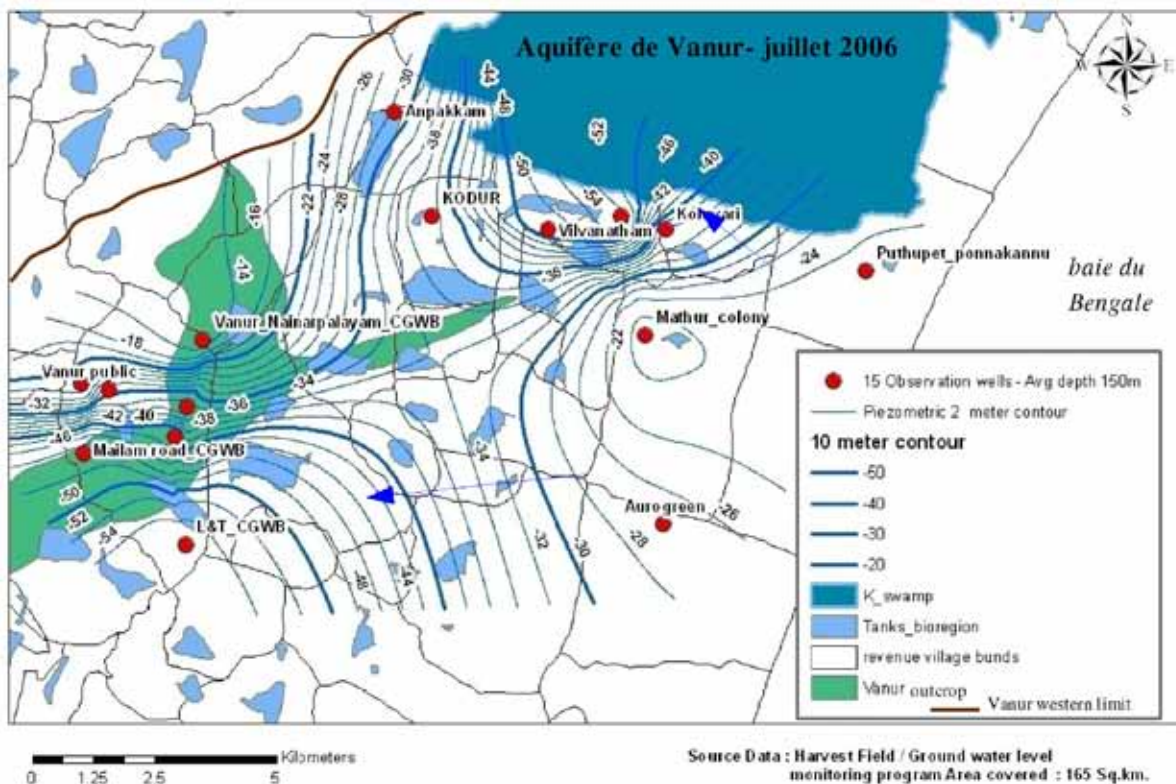 Aquifère de Vanur- juillet 2006
N
W E
S
-26
-30
-44
-48
-52
-46
-40
-38
-24
-22
-28
-50
-54
-42
-16
-14
-36
-24
-22
-18
-34
-32
-42 -40
-36
-38
-46
-34
-50
-52
-54
-48
-44
-32
-30
-28
-26
Anpakkam
KODUR
Vilvanatham
Puthupet_ponnakannu
baie du
Bengale
Mathur_colony
Vanur_Nainarpalayam_CGWB
Vanur public
Mailam road_CGWB
L&T_CGWB
Aurogreen
15 Observation wells - Avg depth 150m
Piezometric 2 meter contour
10 meter contour
-50
-40
-30
-20
K_swamp
Tanks_bioregion
revenue village bunds
Vanur outcrop
Vanur western limit
Kilometers
0 1.25 2.5 5
Source Data : Harvest Field / Ground water level
monitoring program Area covered : 165 Sq.km.